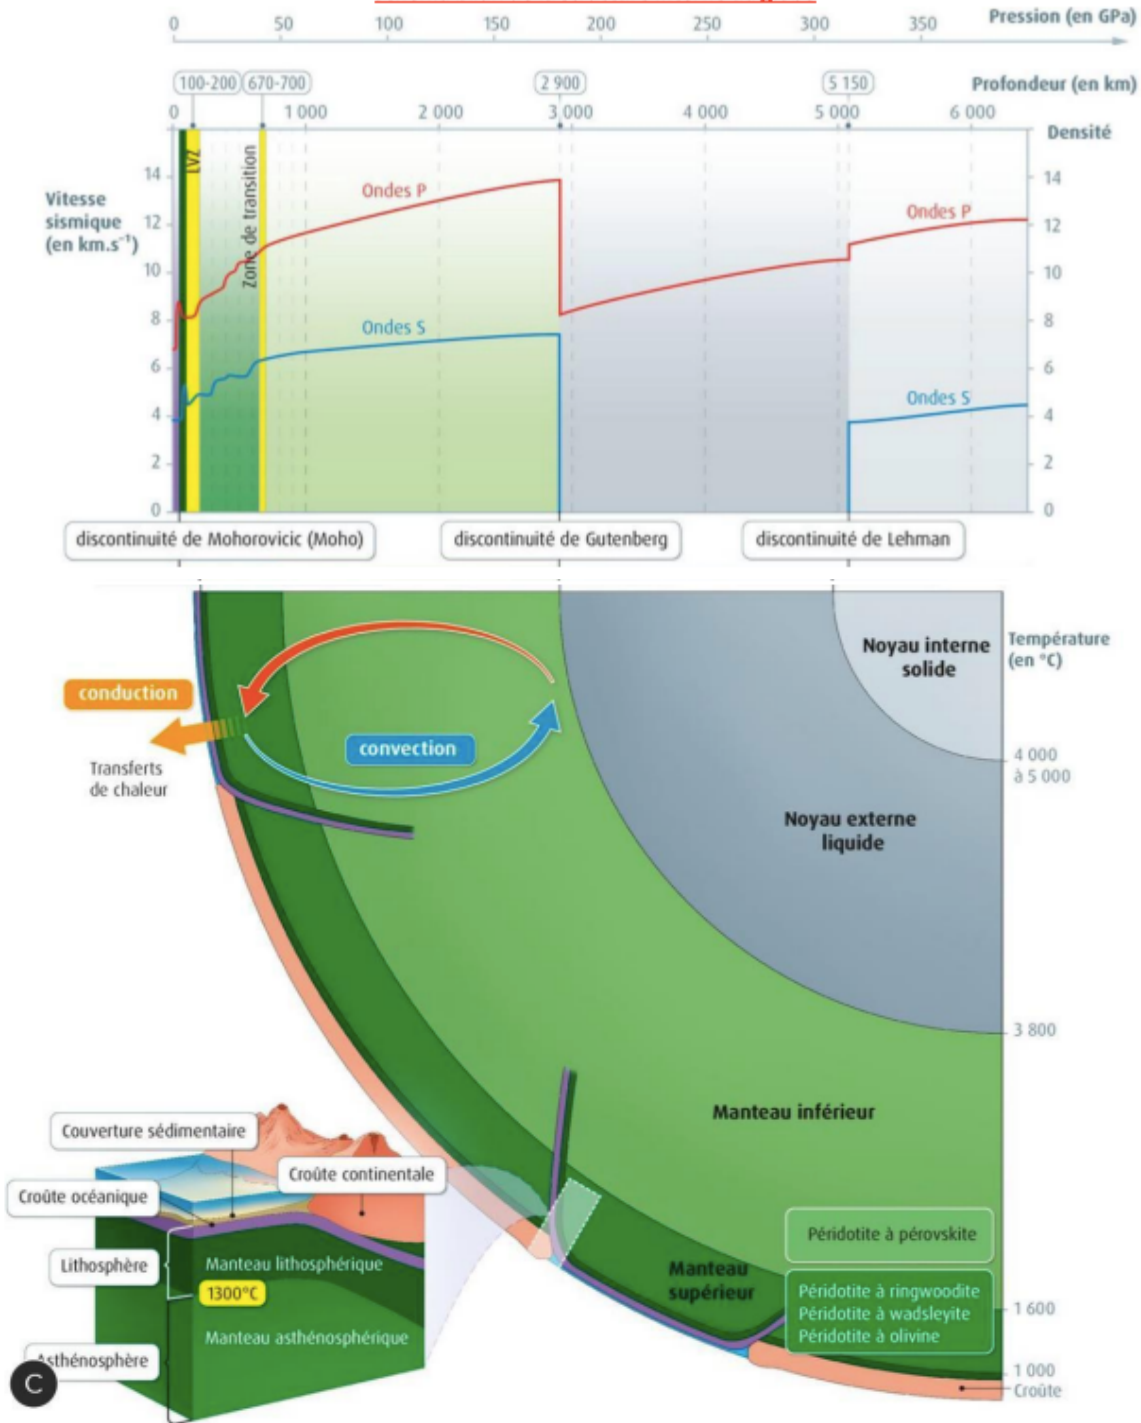 0 50 100 150 200 250 300 350 Pression (en GPa)
100-200 670-700 2 900 5 150 Profondeur (en km)
0 1 000 2 000 3 000 4 000 5 000 6 000
Densité
LVZ
Zone de transition
Vitesse
sismique
(en km.s⁻¹)
14
12
10
8
6
4
2
0
Ondes P
Ondes S
Ondes P
Ondes S
14
12
10
8
6
4
2
0
discontinuité de Mohorovicic (Moho)
discontinuité de Gutenberg
discontinuité de Lehman
Noyau interne
solide
Température
(en °C)
conduction
convection
Transferts
de chaleur
4 000
à 5 000
Noyau externe
liquide
3 800
Manteau inférieur
Couverture sédimentaire
Croûte continentale
Croûte océanique
Lithosphère
Manteau lithosphérique
1300°C
Manteau asthénosphérique
Asthénosphère
C
Péridotite à pérovskite
Manteau
supérieur
Péridotite à ringwoodite
Péridotite à wadsleyite
Péridotite à olivine
1 600
1 000
Croûte